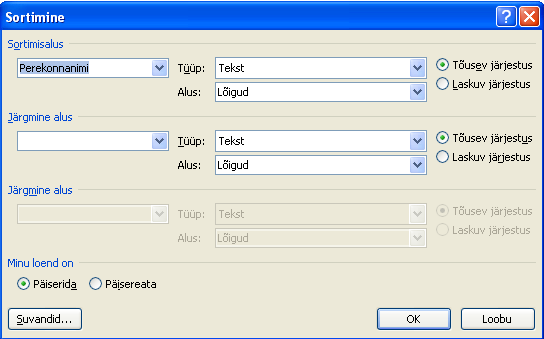 Sortimine
Sortimisalus
Perekonnanimi Tüüp: Tekst Tõusev järjestus
Alus: Lõigud Laskuv järjestus
Järgmine alus
Tüüp: Tekst Tõusev järjestus
Alus: Lõigud Laskuv järjestus
Järgmine alus
Tüüp: Tekst Tõusev järjestus
Alus: Lõigud Laskuv järjestus
Minu loend on
Päiserida Päisereata
Suvandid... OK Loobu